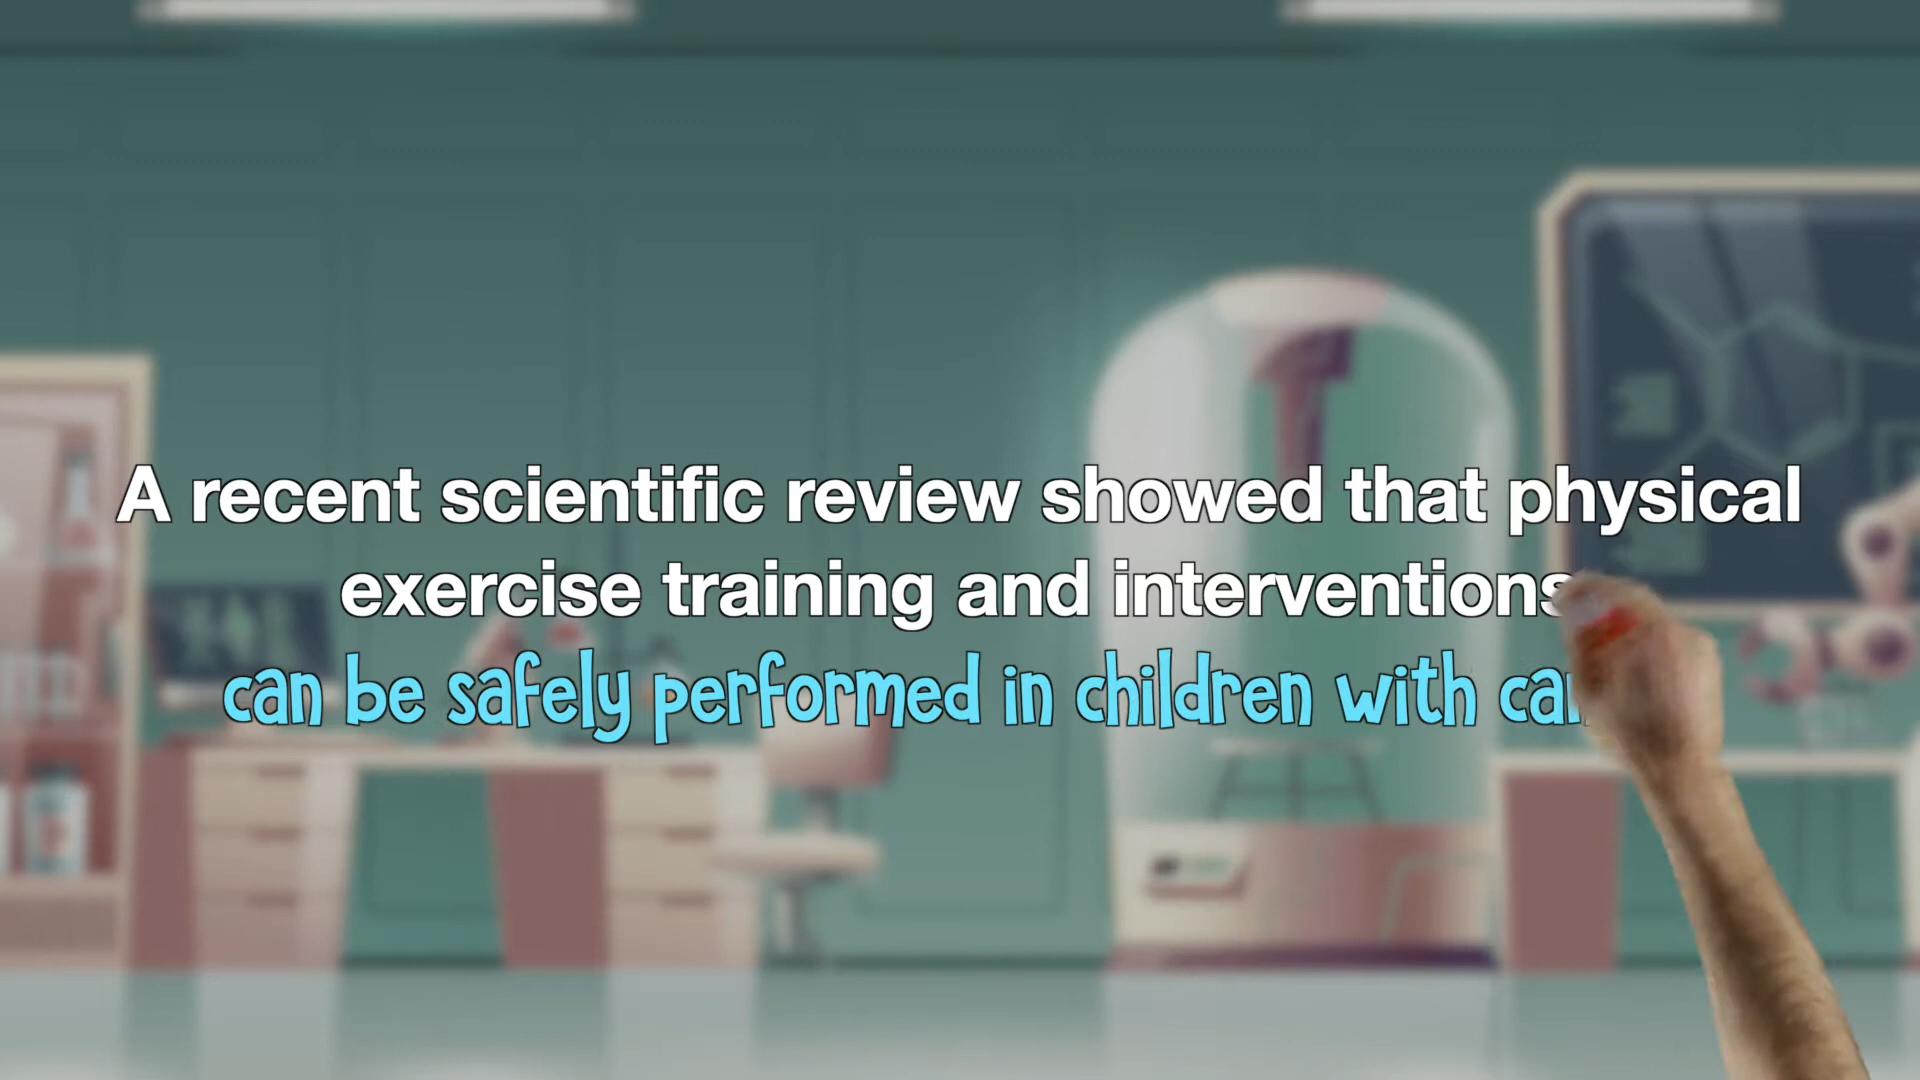 A recent scientific review showed that physical
exercise training and interventions
can be safely performed in children with